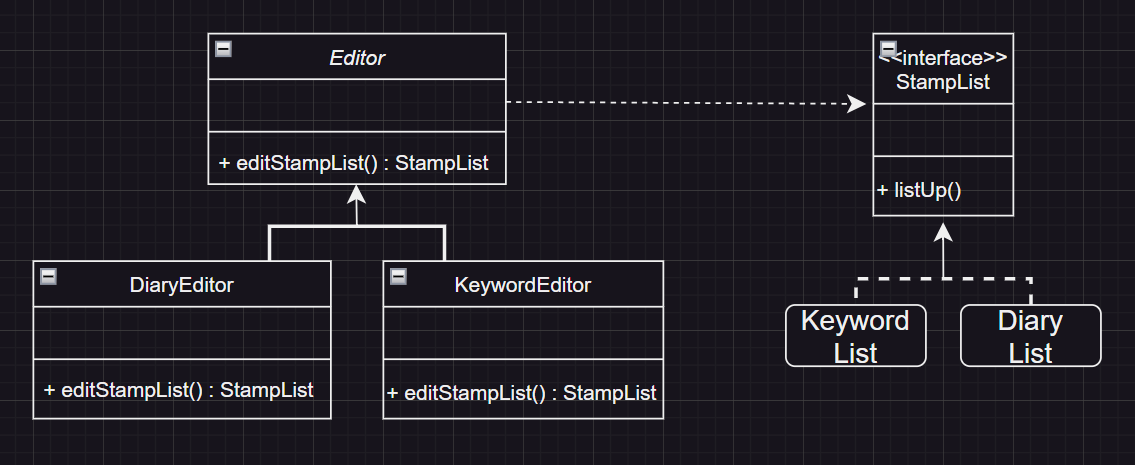 Editor
+ editStampList() : StampList
<<interface>>
StampList
+ listUp()
DiaryEditor
+ editStampList() : StampList
KeywordEditor
+ editStampList() : StampList
Keyword
List
Diary
List